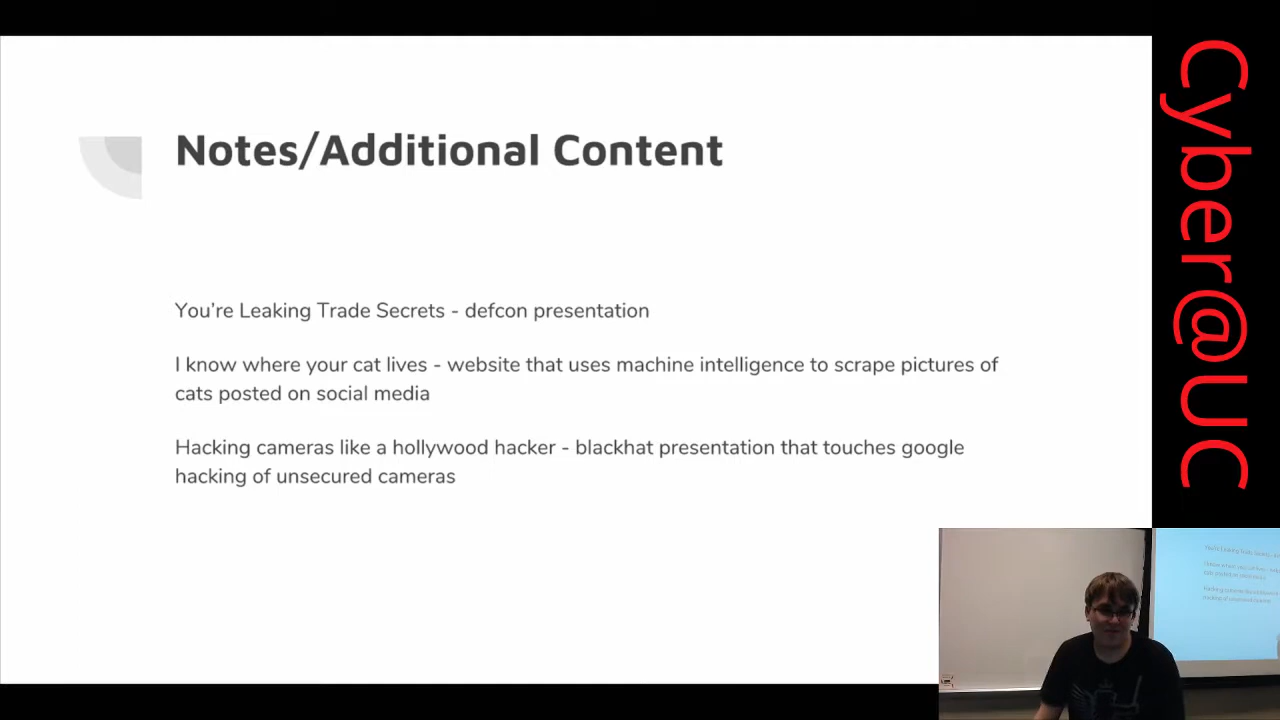 Notes/Additional Content
You're Leaking Trade Secrets - defcon presentation
I know where your cat lives - website that uses machine intelligence to scrape pictures of
cats posted on social media
Hacking cameras like a hollywood hacker - blackhat presentation that touches google
hacking of unsecured cameras
Cyber@UC